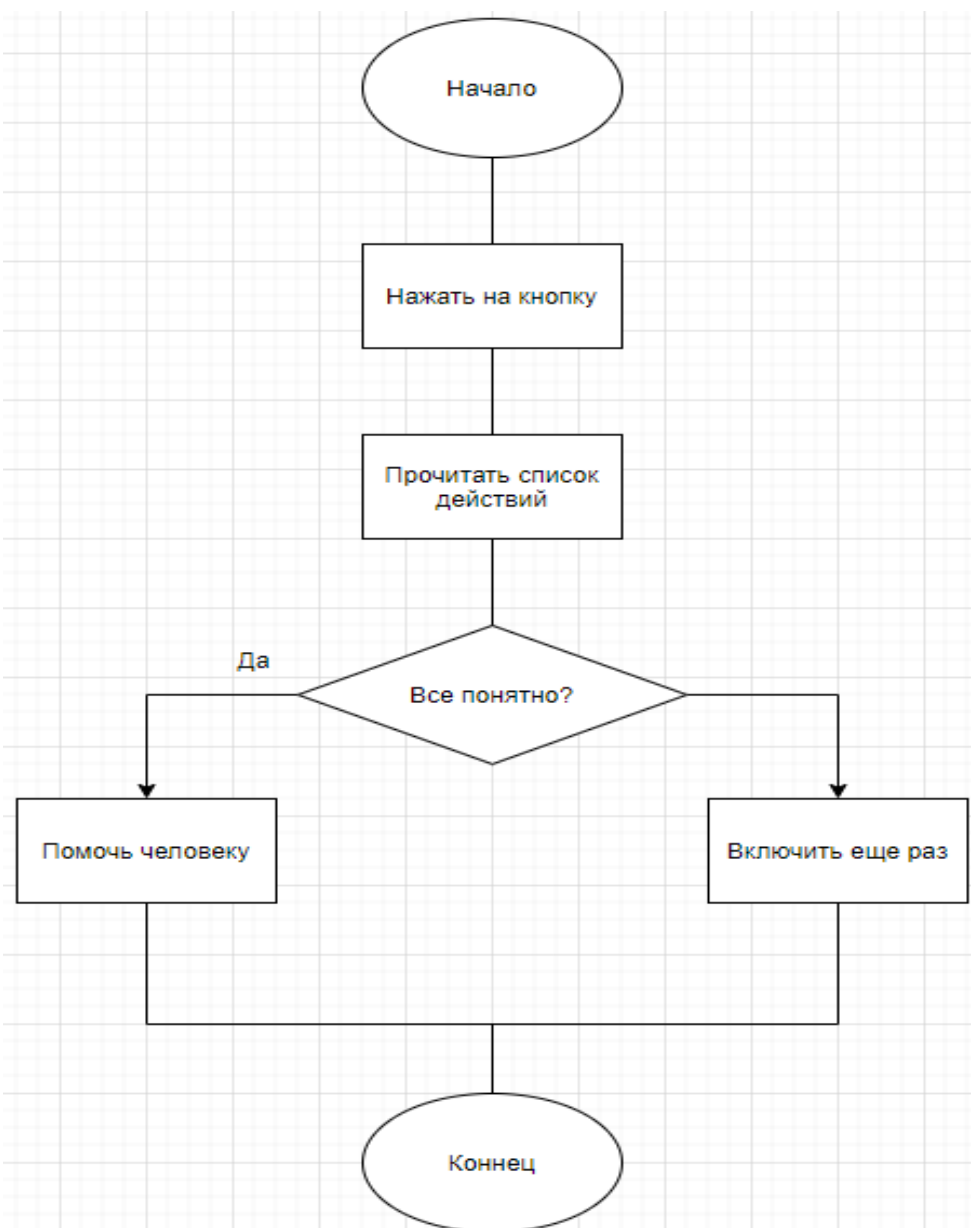 Начало
Нажать на кнопку
Прочитать список
действий
Да
Все понятно?
Помочь человеку
Включить еще раз
Коннец